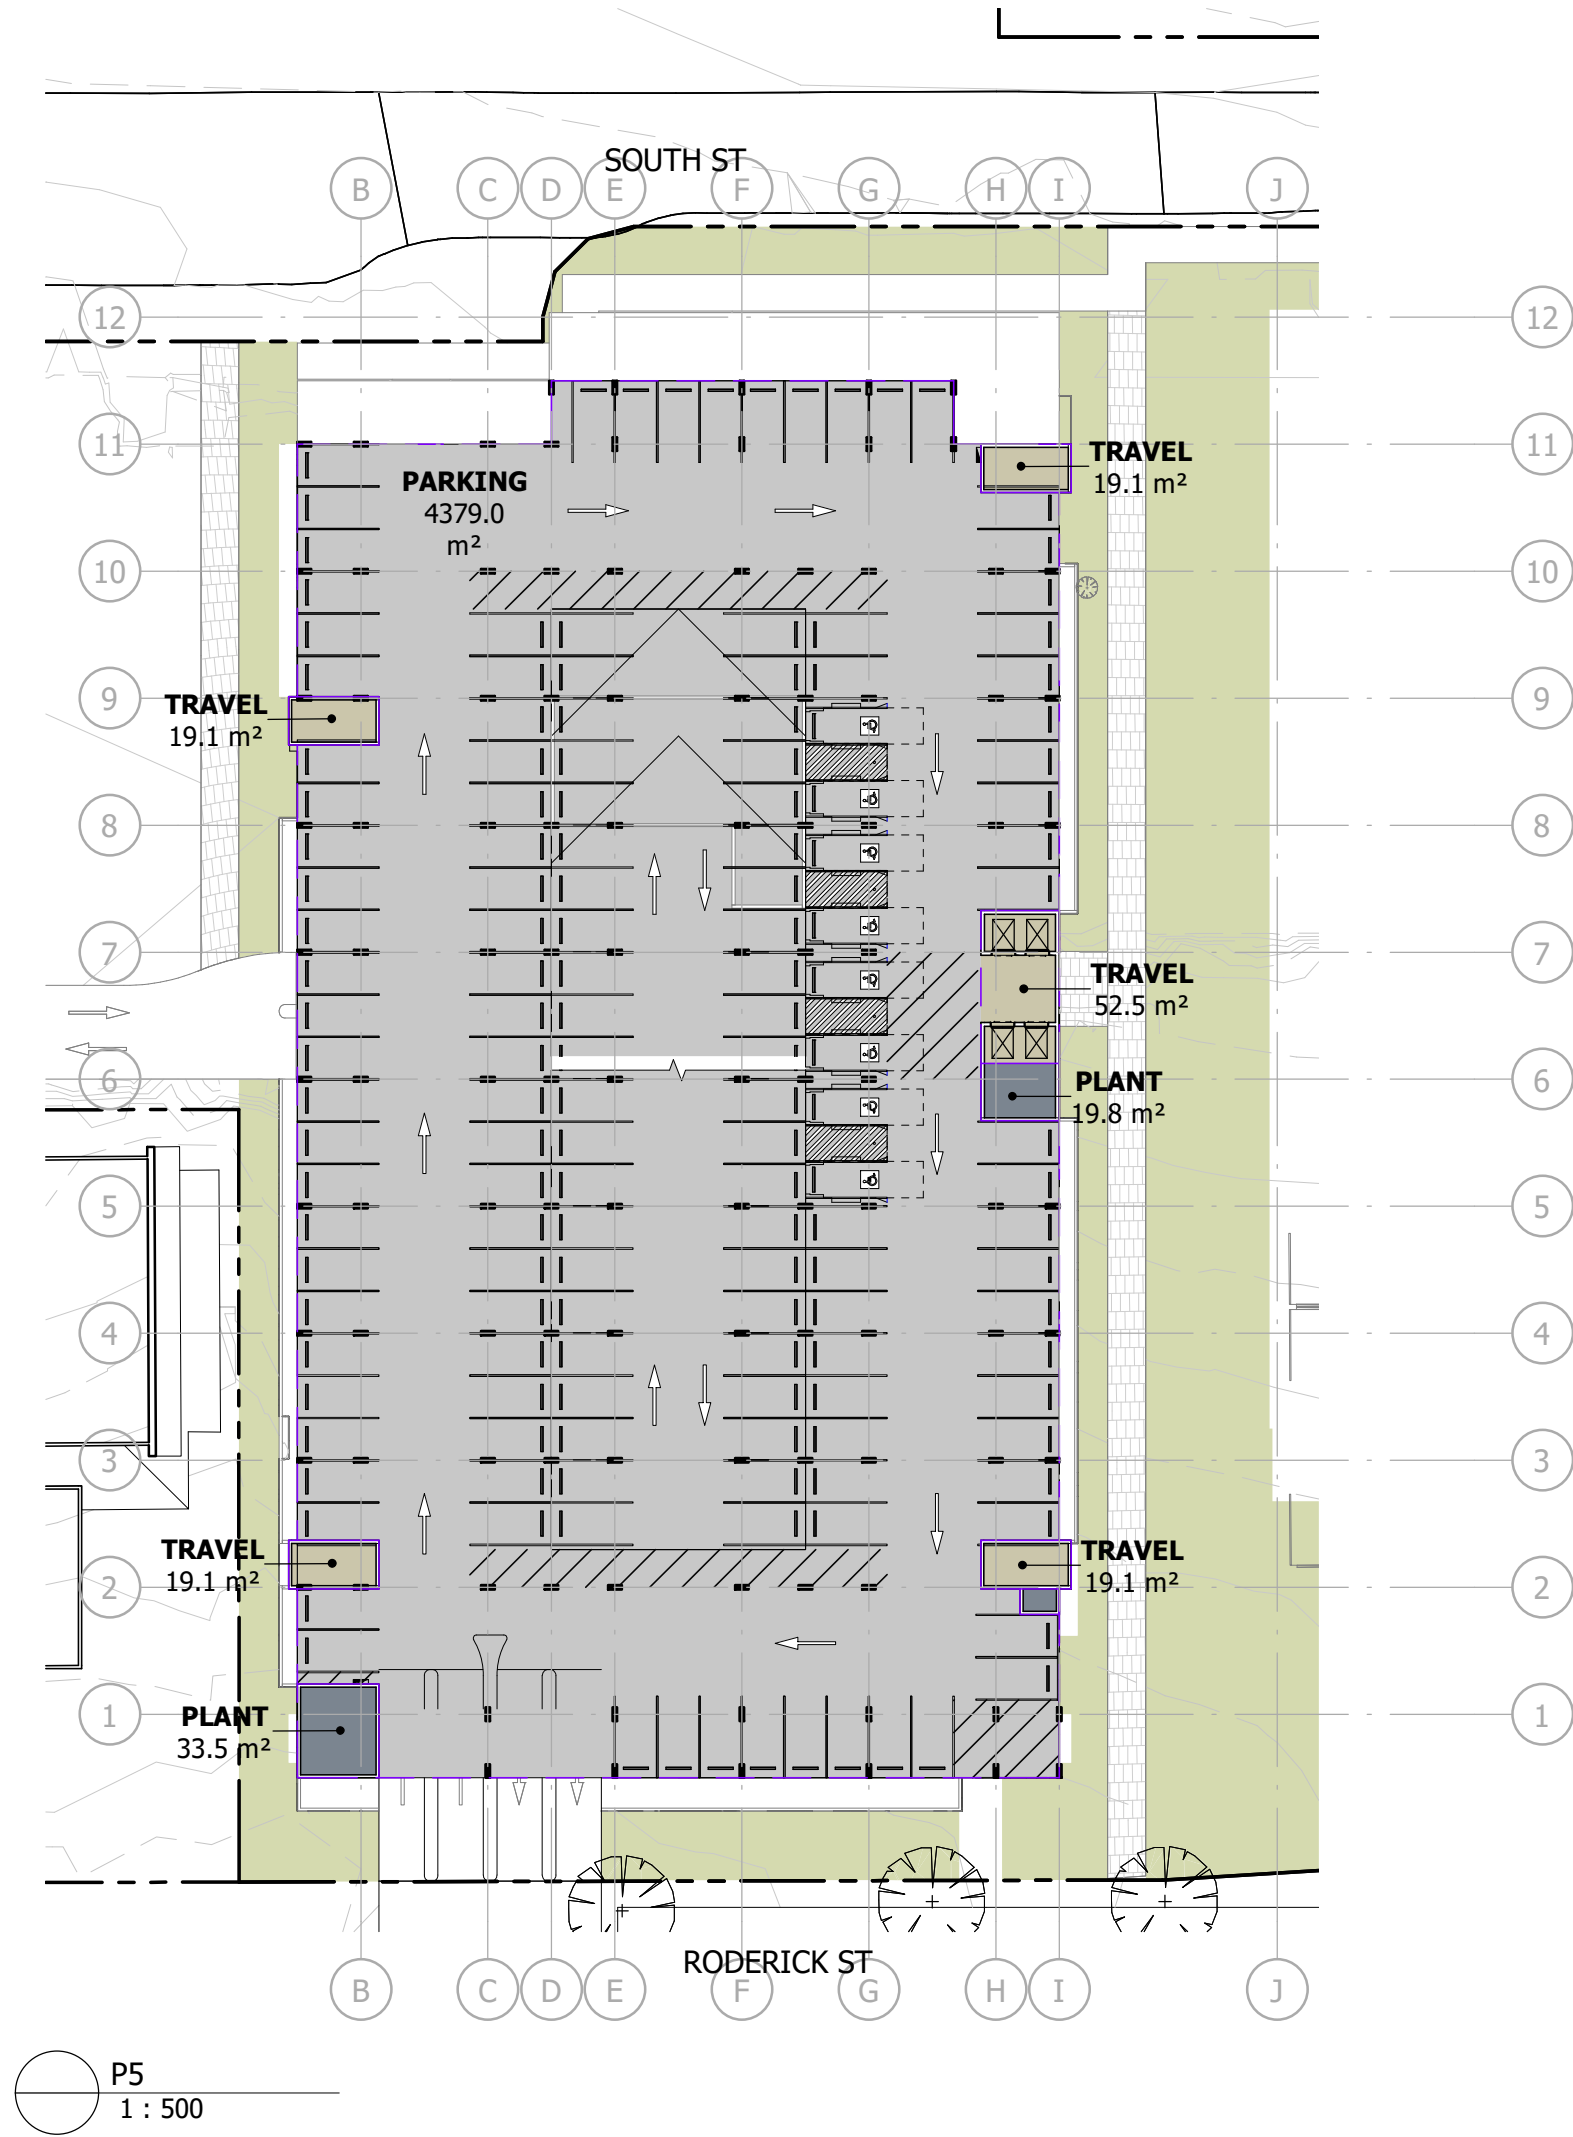 SOUTH ST
B C D E F G H I J
12 12
11 11
TRAVEL
19.1 m²
PARKING
4379.0
m²
10 10
9 9
TRAVEL
19.1 m²
8 8
7 7
TRAVEL
52.5 m²
6 6
PLANT
19.8 m²
5 5
4 4
3 3
TRAVEL
19.1 m²
TRAVEL
19.1 m²
2 2
1 1
PLANT
33.5 m²
RODERICK ST
B C D E F G H I J
P5
1 : 500